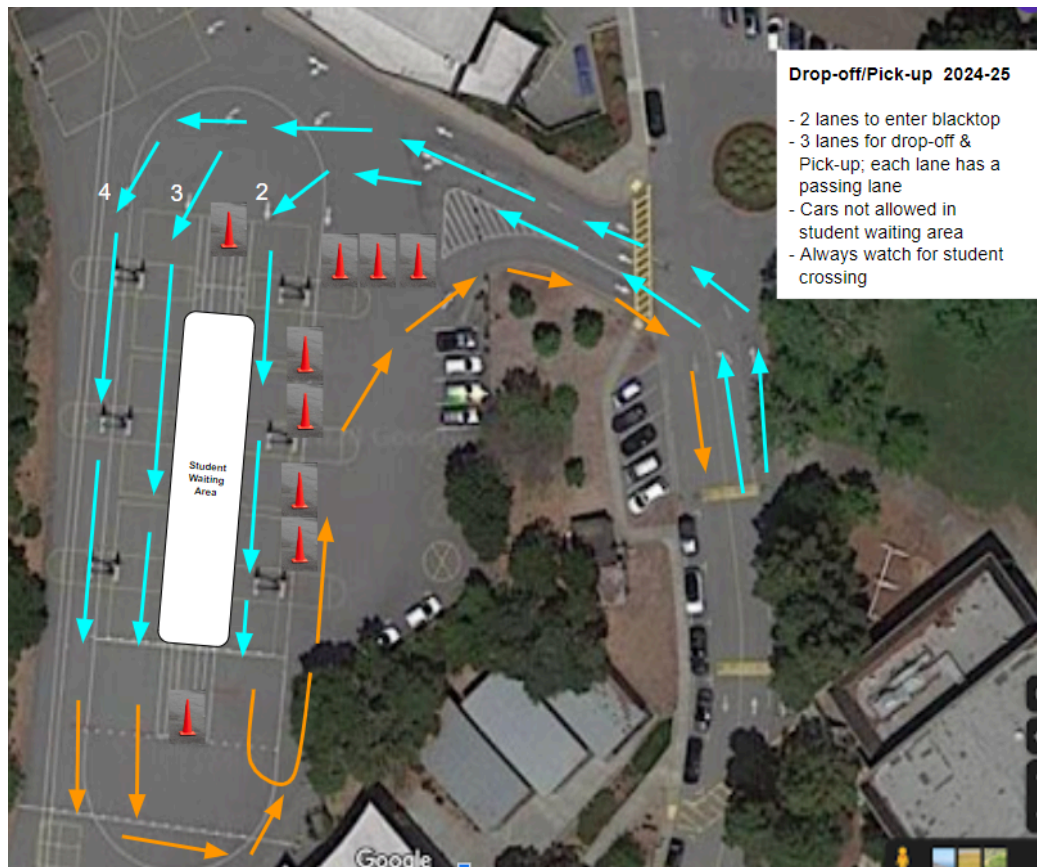 © 2020
Drop-off/Pick-up 2024-25
- 2 lanes to enter blacktop
- 3 lanes for drop-off &
Pick-up; each lane has a
passing lane
- Cars not allowed in
student waiting area
- Always watch for student
crossing
4
3
2
Student
Waiting
Area
Google